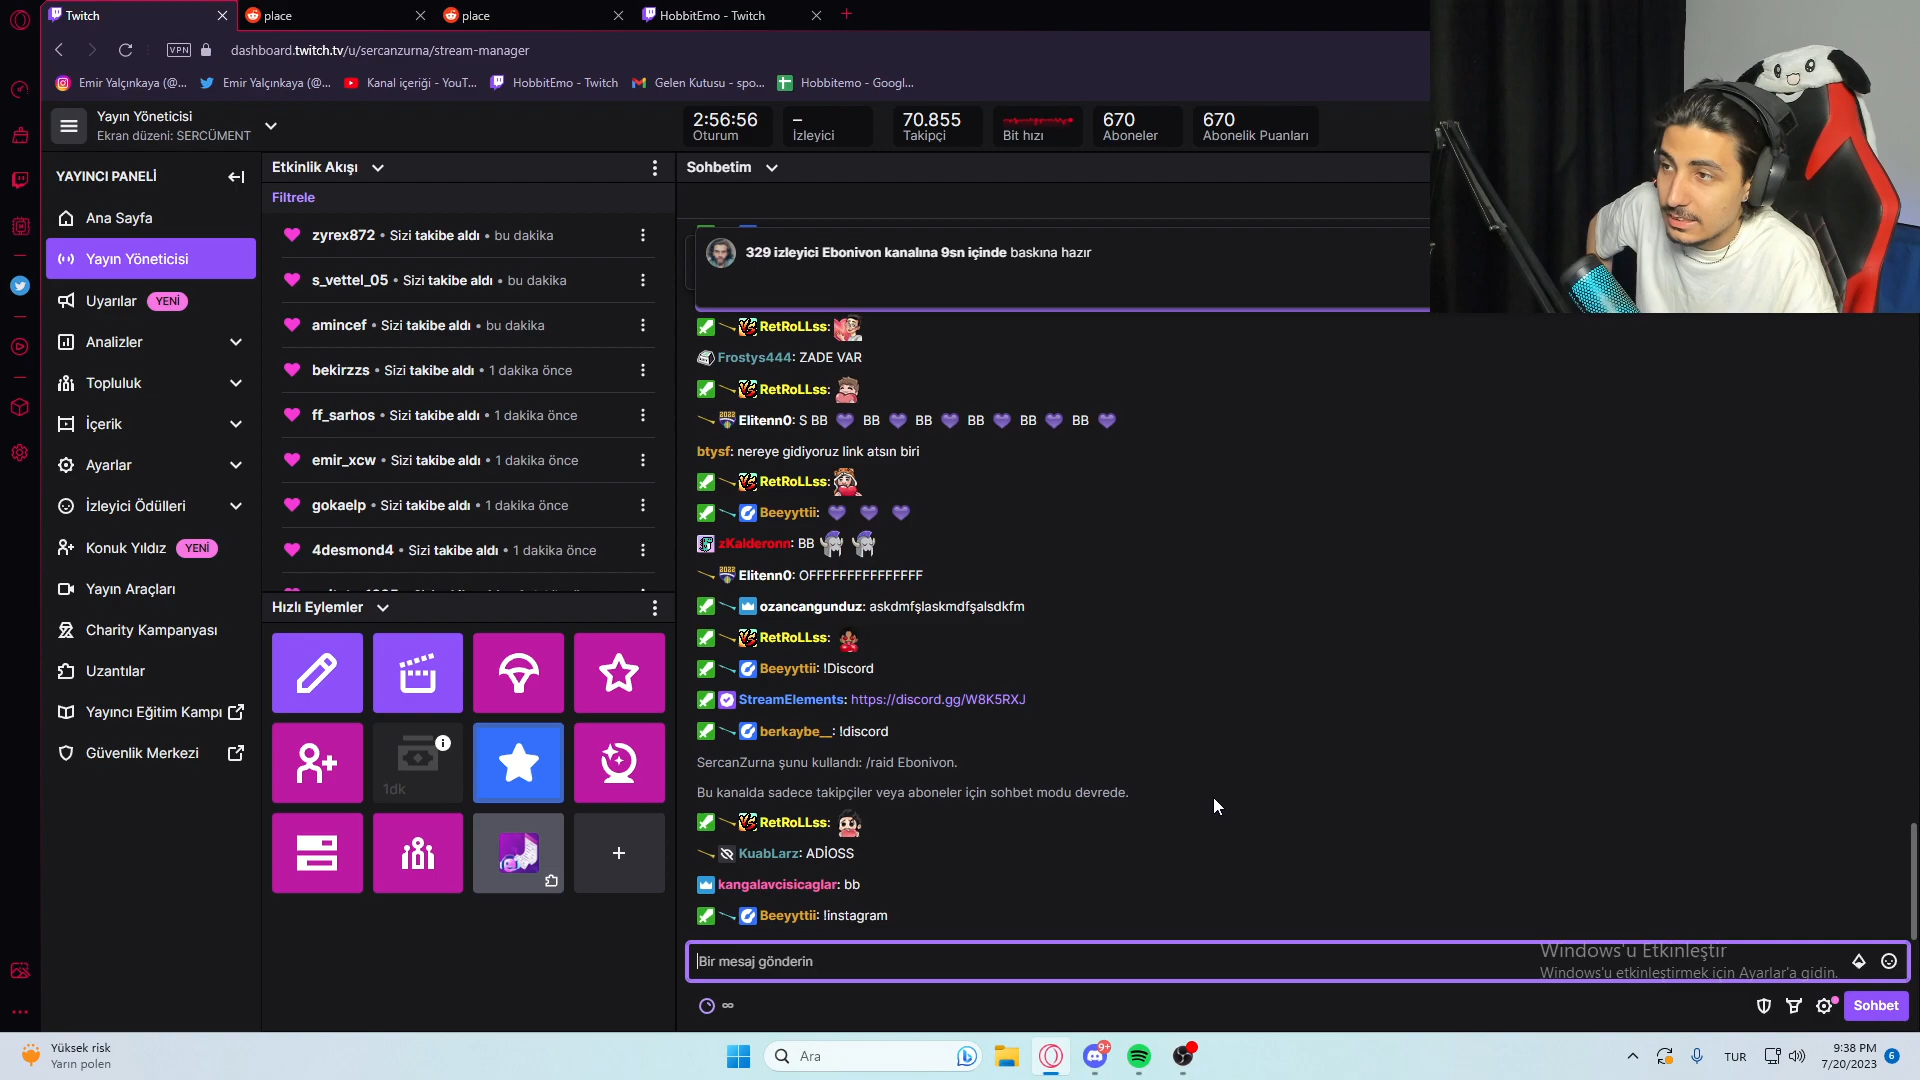 Twitch
place
place
HobbitEmo - Twitch
VPN
dashboard.twitch.tv/u/sercanzurna/stream-manager
Emir Yalçınkaya (@...
Emir Yalçınkaya (@...
Kanal içeriği - YouT...
HobbitEmo - Twitch
Gelen Kutusu - spo...
Hobbitemo - Googl...
Yayın Yöneticisi
Ekran düzeni: SERCÜMENT
2:56:56
Oturum
–
İzleyici
70.855
Takipçi
Bit hızı
670
Aboneler
670
Abonelik Puanları
YAYINCI PANELİ
Ana Sayfa
Yayın Yöneticisi
Uyarılar YENİ
Analizler
Topluluk
İçerik
Ayarlar
İzleyici Ödülleri
Konuk Yıldız YENİ
Yayın Araçları
Charity Kampanyası
Uzantılar
Yayıncı Eğitim Kampı
Güvenlik Merkezi
Etkinlik Akışı
Filtrele
zyrex872 • Sizi takibe aldı • bu dakika
s_vettel_05 • Sizi takibe aldı • bu dakika
amincef • Sizi takibe aldı • bu dakika
bekirzzs • Sizi takibe aldı • 1 dakika önce
ff_sarhos • Sizi takibe aldı • 1 dakika önce
emir_xcw • Sizi takibe aldı • 1 dakika önce
gokaelp • Sizi takibe aldı • 1 dakika önce
4desmond4 • Sizi takibe aldı • 1 dakika önce
Hızlı Eylemler
1dk
Sohbetim
329 izleyici Ebonivon kanalına 9sn içinde baskına hazır
RetRoLLss:
Frostys444: ZADE VAR
RetRoLLss:
Elitenn0: S BB BB BB BB BB BB
btysf: nereye gidiyoruz link atsın biri
RetRoLLss:
Beeyyttii:
zKalderonn: BB
Elitenn0: OFFFFFFFFFFFFFFF
ozancangunduz: askdmfşlaskmdfşalsdkfm
RetRoLLss:
Beeyyttii: !Discord
StreamElements: https://discord.gg/W8K5RXJ
berkaybe__: !discord
SercanZurna şunu kullandı: /raid Ebonivon.
Bu kanalda sadece takipçiler veya aboneler için sohbet modu devrede.
RetRoLLss:
KuabLarz: ADİOSS
kangalavcisicaglar: bb
Beeyyttii: !instagram
Bir mesaj gönderin
Windows'u Etkinleştir
Windows'u etkinleştirmek için Ayarlar'a gidin.
Sohbet
Yüksek risk
Yarın polen
Ara
9+
TUR
9:38 PM
7/20/2023
6